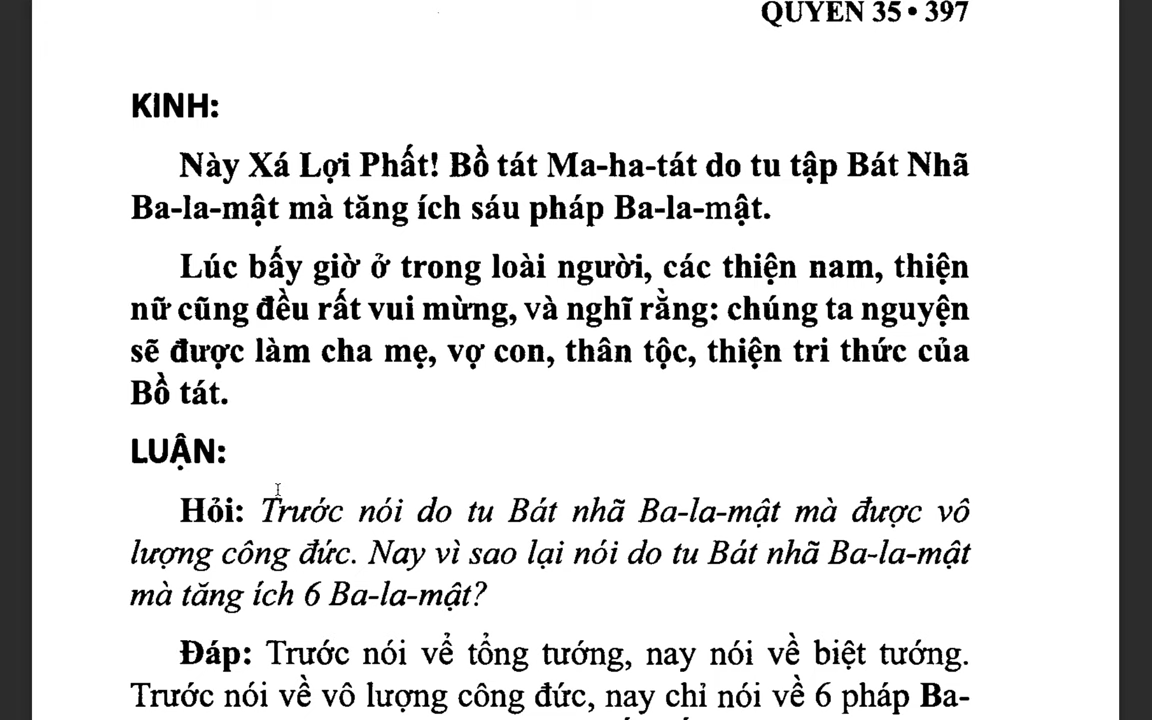 QUYỂN 35 • 397
KINH:
Này Xá Lợi Phất! Bồ tát Ma-ha-tát do tu tập Bát Nhã
Ba-la-mật mà tăng ích sáu pháp Ba-la-mật.
Lúc bấy giờ ở trong loài người, các thiện nam, thiện
nữ cũng đều rất vui mừng, và nghĩ rằng: chúng ta nguyện
sẽ được làm cha mẹ, vợ con, thân tộc, thiện tri thức của
Bồ tát.
LUẬN:
Hỏi: Trước nói do tu Bát nhã Ba-la-mật mà được vô
lượng công đức. Nay vì sao lại nói do tu Bát nhã Ba-la-mật
mà tăng ích 6 Ba-la-mật?
Đáp: Trước nói vể tổng tướng, nay nói về biệt tướng.
Trước nói về vô lượng công đức, nay chỉ nói về 6 pháp Ba-